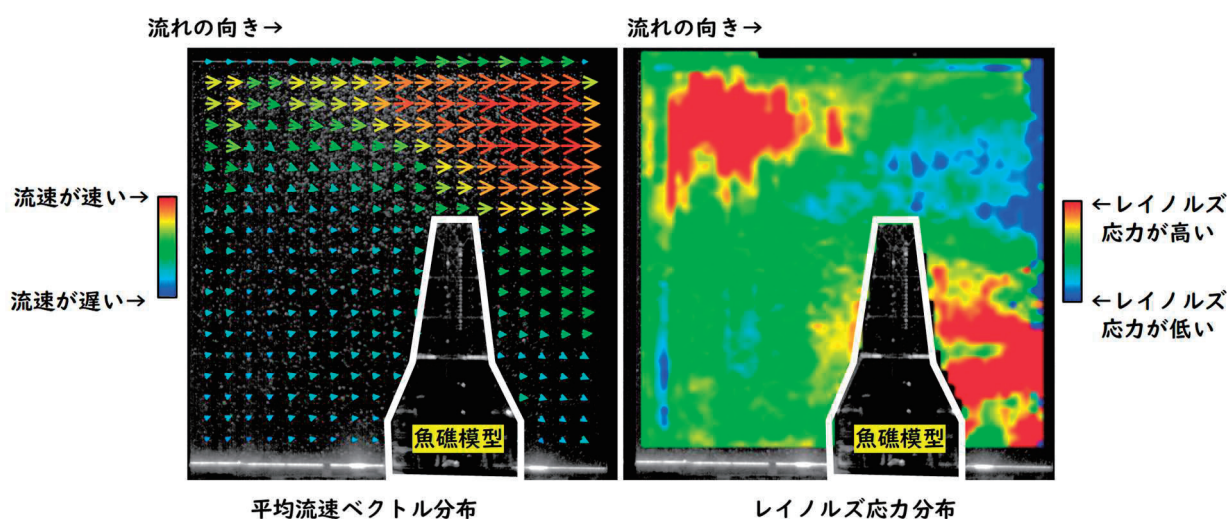 流れの向き→
流れの向き→
流速が速い→
流速が遅い→
←レイノルズ
応力が高い
←レイノルズ
応力が低い
魚礁模型
魚礁模型
平均流速ベクトル分布
レイノルズ応力分布